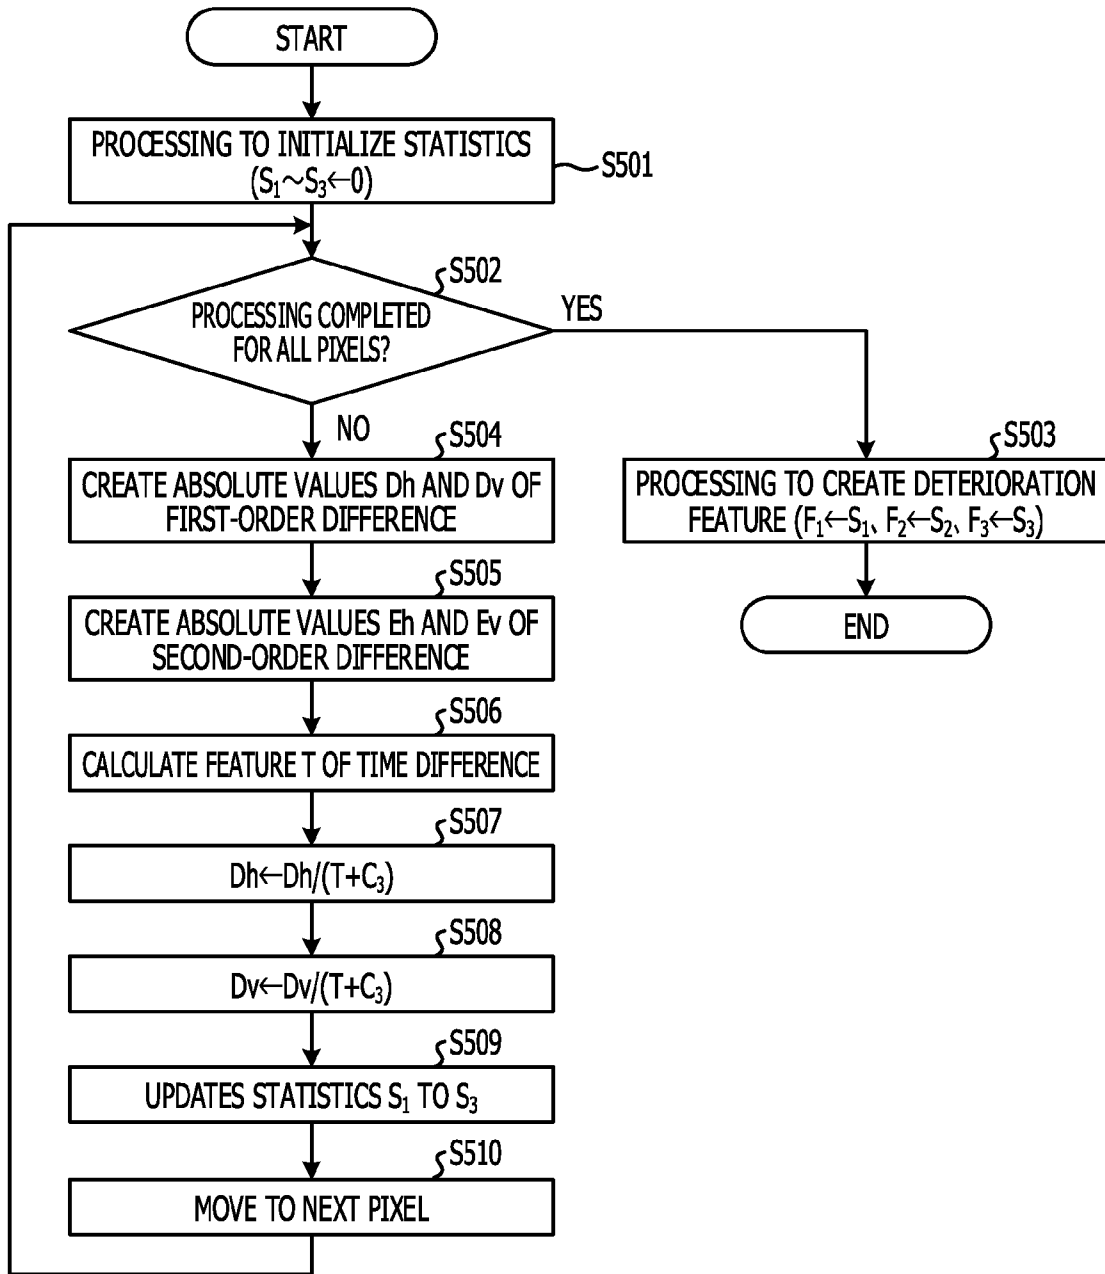 START
PROCESSING TO INITIALIZE STATISTICS
(S₁~S₃←0)
S501
S502
PROCESSING COMPLETED
FOR ALL PIXELS?
YES
NO
S504
CREATE ABSOLUTE VALUES Dh AND Dv OF
FIRST-ORDER DIFFERENCE
S503
PROCESSING TO CREATE DETERIORATION
FEATURE (F₁←S₁、F₂←S₂、F₃←S₃)
S505
CREATE ABSOLUTE VALUES Eh AND Ev OF
SECOND-ORDER DIFFERENCE
END
S506
CALCULATE FEATURE T OF TIME DIFFERENCE
S507
Dh←Dh/(T+C₃)
S508
Dv←Dv/(T+C₃)
S509
UPDATES STATISTICS S₁ TO S₃
S510
MOVE TO NEXT PIXEL